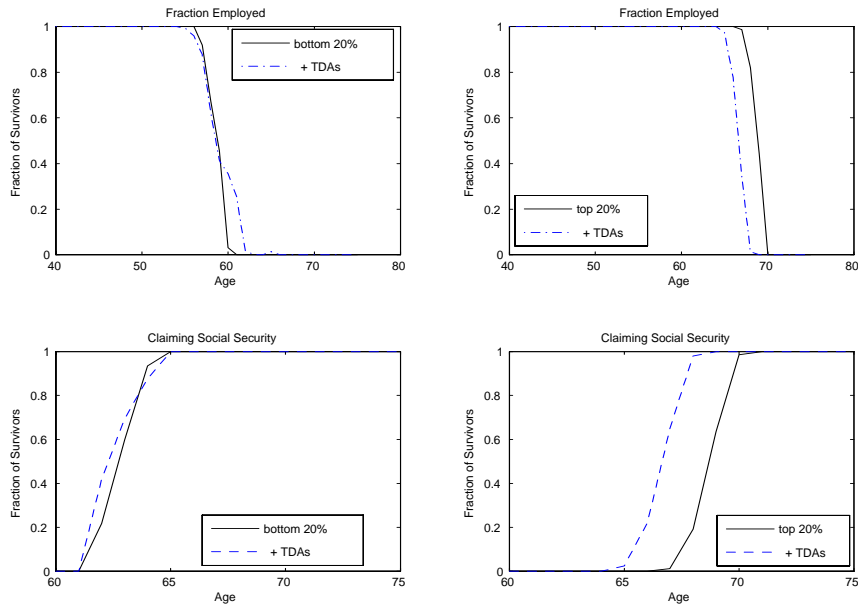 Fraction Employed
1
0.8
0.6
0.4
0.2
0
Fraction of Survivors
bottom 20%
+ TDAs
40 50 60 70 80
Age
Fraction Employed
1
0.8
0.6
0.4
0.2
0
Fraction of Survivors
top 20%
+ TDAs
40 50 60 70 80
Age
Claiming Social Security
1
0.8
0.6
0.4
0.2
0
Fraction of Survivors
bottom 20%
+ TDAs
60 65 70 75
Age
Claiming Social Security
1
0.8
0.6
0.4
0.2
0
Fraction of Survivors
top 20%
+ TDAs
60 65 70 75
Age